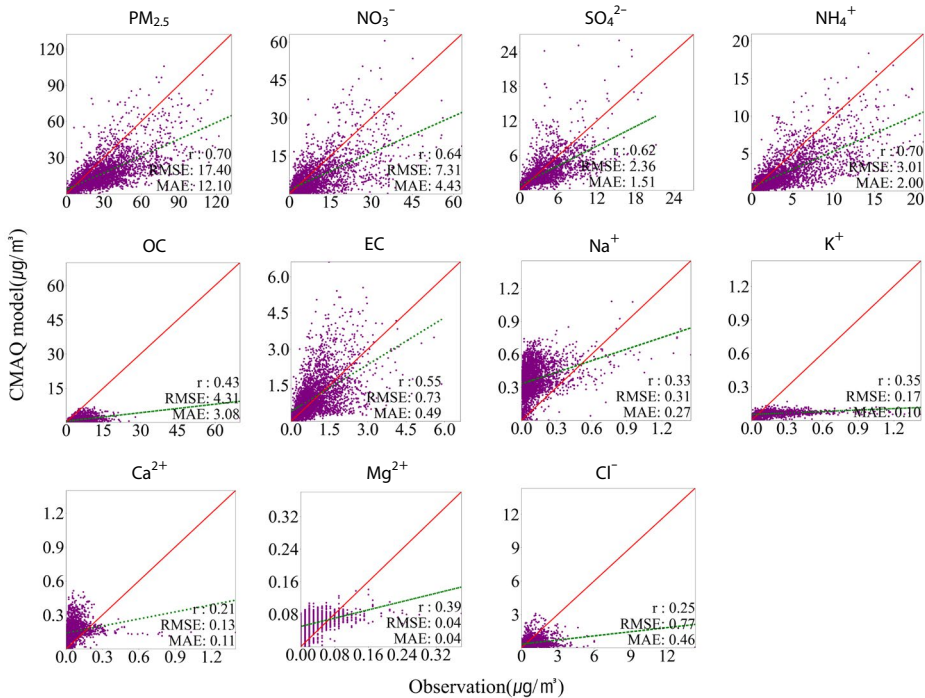 PM₂.₅ NO₃⁻ SO₄²⁻ NH₄⁺
120 60 26 20
90 45 18 15
60 30 12 10
30 15 6 5
r : 0.70 r : 0.64 r : 0.62 r : 0.70
RMSE: 17.40 RMSE: 7.31 RMSE: 2.36 RMSE: 3.01
MAE: 12.10 MAE: 4.43 MAE: 1.51 MAE: 2.00
0 30 60 90 120 0 15 30 45 60 0 6 12 18 24 0 5 10 15 20
OC EC Na⁺ K⁺
CMAQ model(μg/m³)
60 6.0 1.2 1.2
45 4.5 0.9 0.9
30 3.0 0.6 0.6
15 1.5 0.3 0.3
r : 0.43 r : 0.55 r : 0.33 r : 0.35
RMSE: 4.31 RMSE: 0.73 RMSE: 0.31 RMSE: 0.17
MAE: 3.08 MAE: 0.49 MAE: 0.27 MAE: 0.10
0 15 30 45 60 0.0 1.5 3.0 4.5 6.0 0.0 0.3 0.6 0.9 1.2 0.0 0.3 0.6 0.9 1.2
Ca²⁺ Mg²⁺ Cl⁻
1.2 0.32 12
0.9 0.24 9
0.6 0.16 6
0.3 0.08 3
r : 0.21 r : 0.39 r : 0.25
RMSE: 0.13 RMSE: 0.04 RMSE: 0.77
MAE: 0.11 MAE: 0.04 MAE: 0.46
0.0 0.3 0.6 0.9 1.2 0.00 0.08 0.16 0.24 0.32 0 3 6 9 12
Observation(μg/m³)